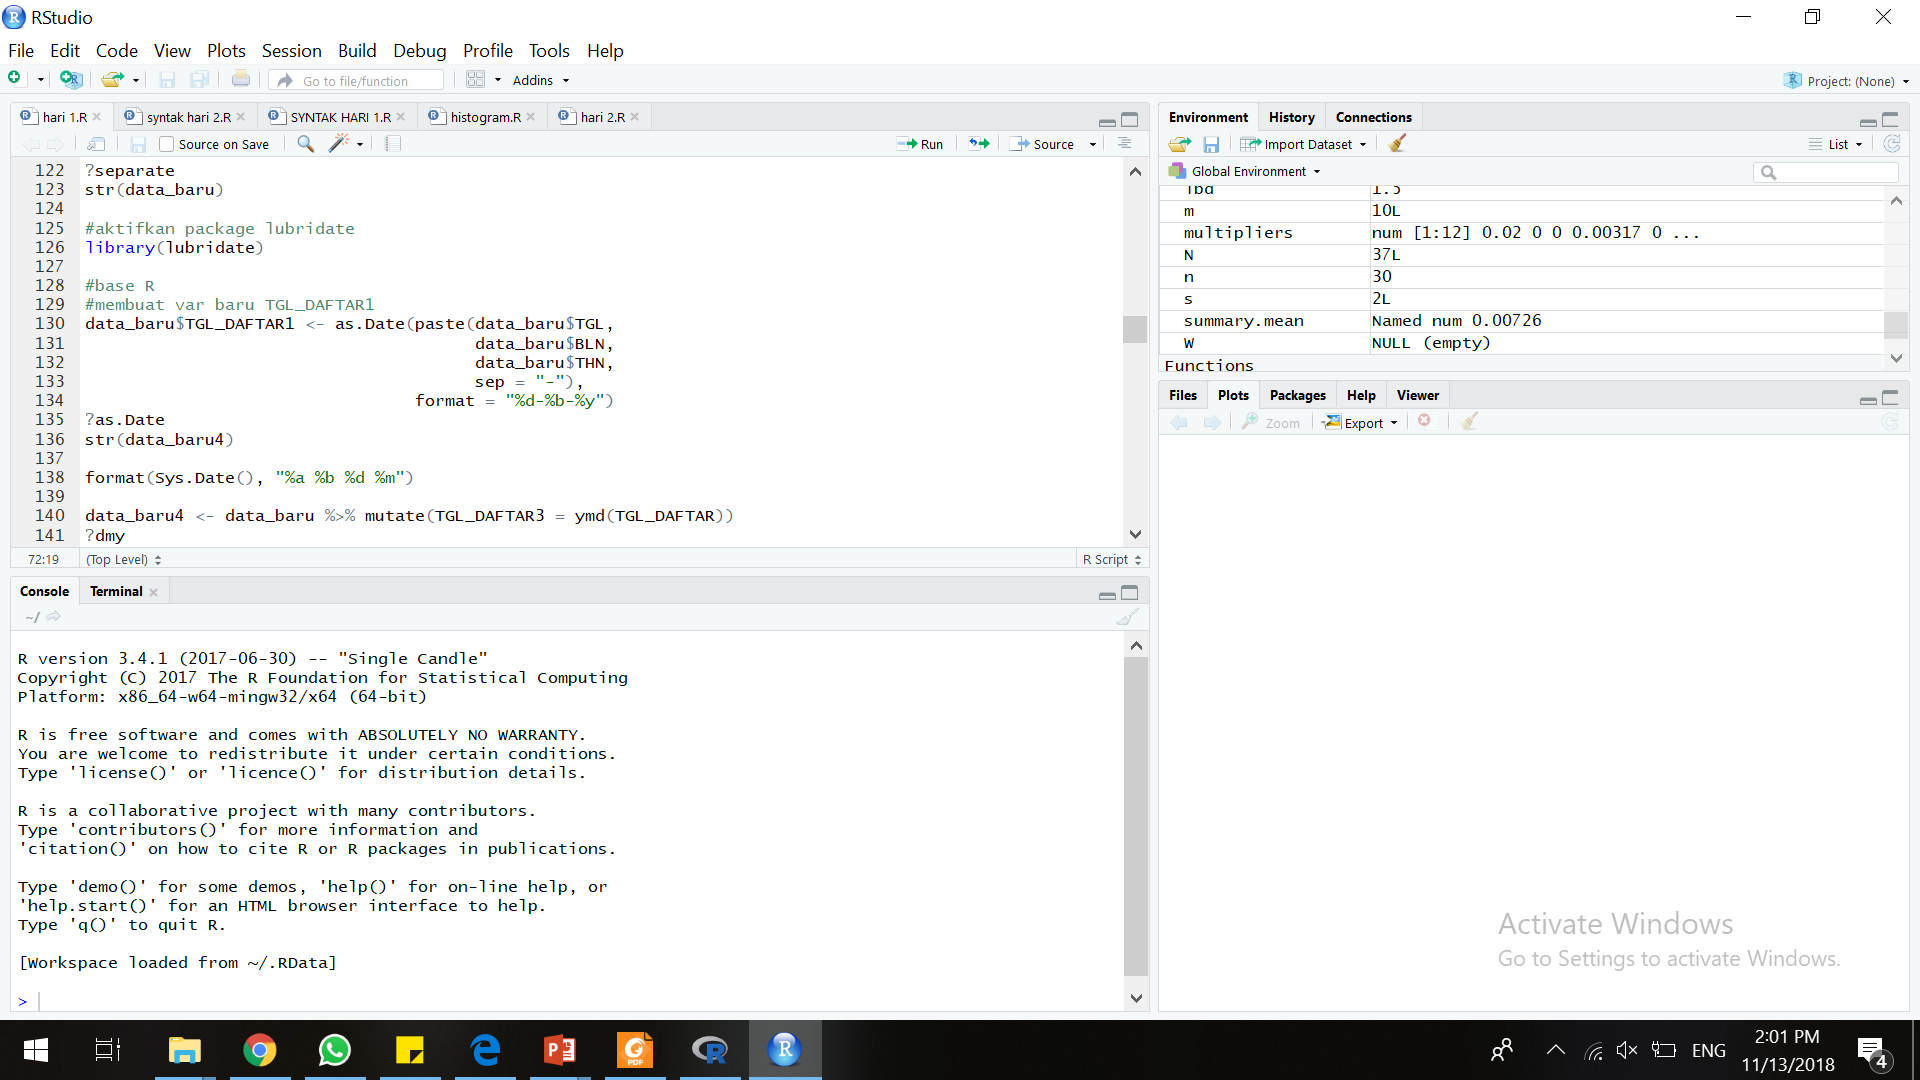 RStudio
File Edit Code View Plots Session Build Debug Profile Tools Help
Go to file/function Addins Project: (None)
hari 1.R syntak hari 2.R SYNTAK HARI 1.R histogram.R hari 2.R
Source on Save Run Source
122 ?separate
123 str(data_baru)
124
125 #aktifkan package lubridate
126 library(lubridate)
127
128 #base R
129 #membuat var baru TGL_DAFTAR1
130 data_baru$TGL_DAFTAR1 <- as.Date(paste(data_baru$TGL,
131 data_baru$BLN,
132 data_baru$THN,
133 sep = "-"),
134 format = "%d-%b-%y")
135 ?as.Date
136 str(data_baru4)
137
138 format(Sys.Date(), "%a %b %d %m")
139
140 data_baru4 <- data_baru %>% mutate(TGL_DAFTAR3 = ymd(TGL_DAFTAR))
141 ?dmy
72:19 (Top Level) R Script
Console Terminal
~/
R version 3.4.1 (2017-06-30) -- "Single Candle"
Copyright (C) 2017 The R Foundation for Statistical Computing
Platform: x86_64-w64-mingw32/x64 (64-bit)
R is free software and comes with ABSOLUTELY NO WARRANTY.
You are welcome to redistribute it under certain conditions.
Type 'license()' or 'licence()' for distribution details.
R is a collaborative project with many contributors.
Type 'contributors()' for more information and
'citation()' on how to cite R or R packages in publications.
Type 'demo()' for some demos, 'help()' for on-line help, or
'help.start()' for an HTML browser interface to help.
Type 'q()' to quit R.
[Workspace loaded from ~/.RData]
>
Environment History Connections
Import Dataset List
Global Environment
1.5
m 10L
multipliers num [1:12] 0.02 0 0 0.00317 0 ...
N 37L
n 30
s 2L
summary.mean Named num 0.00726
W NULL (empty)
Functions
Files Plots Packages Help Viewer
Zoom Export
Activate Windows
Go to Settings to activate Windows.
PDF
ENG
2:01 PM
11/13/2018
4